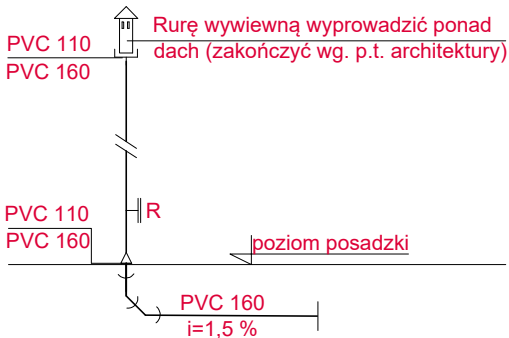 Rurę wywiewną wyprowadzić ponad
dach (zakończyć wg. p.t. architektury)
PVC 110
PVC 160
R
PVC 110
PVC 160
poziom posadzki
PVC 160
i=1,5 %